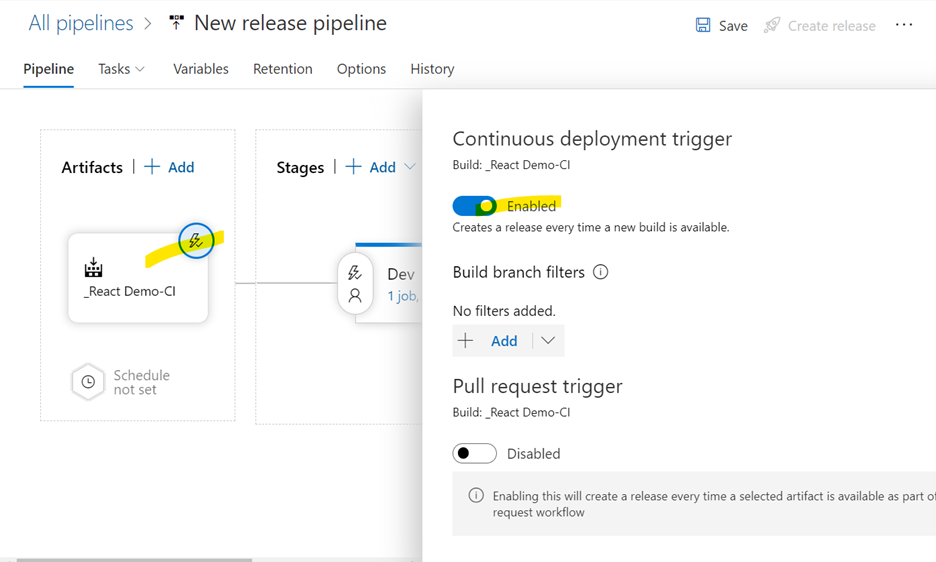 All pipelines > New release pipeline
Save
Create release
...
Pipeline
Tasks
Variables
Retention
Options
History
Artifacts | + Add
Stages | + Add
_React Demo-CI
Schedule
not set
Dev
1 job,
Continuous deployment trigger
Build: _React Demo-CI
Enabled
Creates a release every time a new build is available.
Build branch filters
No filters added.
+ Add
Pull request trigger
Build: _React Demo-CI
Disabled
Enabling this will create a release every time a selected artifact is available as part of
request workflow